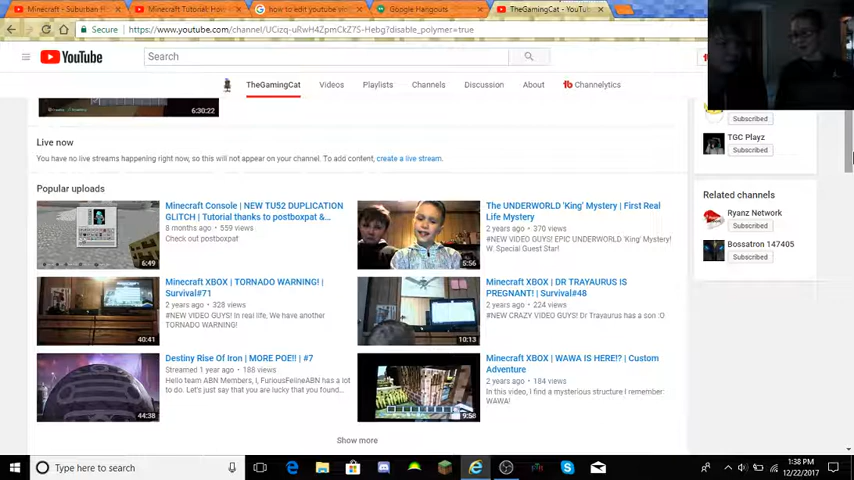 Minecraft - Suburban
Minecraft Tutorial: How
how to edit youtube
Google Hangouts
TheGamingCat - YouTu
Secure
https://www.youtube.com/channel/UCizq-uRwH4ZpmCkZ7S-Hebg?disable_polymer=true
YouTube
Search
TheGamingCat Videos Playlists Channels Discussion About Channelytics
6:30:22
Subscribed
TGC Playz
Subscribed
Live now
You have no live streams happening right now, so this will not appear on your channel. To add content, create a live stream.
Popular uploads
Minecraft Console | NEW TU52 DUPLICATION
GLITCH | Tutorial thanks to postboxpat &...
8 months ago • 559 views
Check out postboxpat
6:49
The UNDERWORLD 'King' Mystery | First Real
Life Mystery
2 years ago • 370 views
#NEW VIDEO GUYS! EPIC UNDERWORLD 'King' Mystery!
W. Special Guest Star!
5:56
Minecraft XBOX | TORNADO WARNING! |
Survival#71
2 years ago • 328 views
#NEW VIDEO GUYS! In real life, We have another
TORNADO WARNING!
40:41
Minecraft XBOX | DR TRAYAURUS IS
PREGNANT! | Survival#48
2 years ago • 224 views
#NEW CRAZY VIDEO GUYS! Dr Trayaurus has a son :O
10:13
Destiny Rise Of Iron | MORE POE!! | #7
Streamed 1 year ago • 188 views
Hello team ABN Members, I, FuriousFelineABN has a lot
to do. Let's just say that you are lucky that you found...
44:38
Minecraft XBOX | WAWA IS HERE!? | Custom
Adventure
2 years ago • 184 views
In this video, I find a mysterious structure I remember.
WAWA!
9:58
Show more
Related channels
Ryanz Network
Subscribed
Bossatron 147405
Subscribed
Type here to search
1:38 PM
12/22/2017